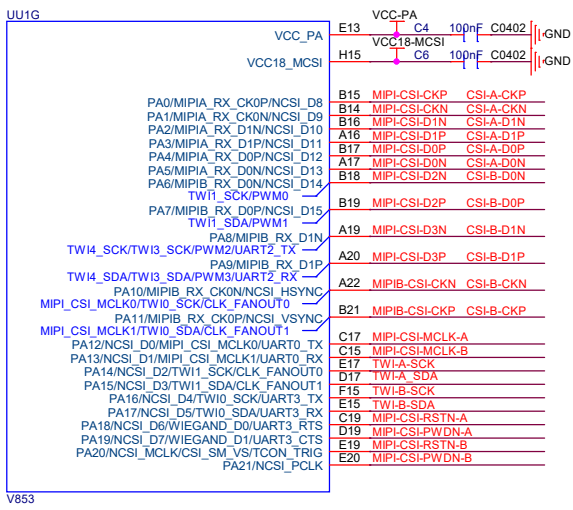 UU1G
VCC-PA
VCC_PA E13 C4 100nF C0402 GND
VCC18-MCSI
VCC18_MCSI H15 C6 100nF C0402 GND
PA0/MIPIA_RX_CK0P/NCSI_D8 B15 MIPI-CSI-CKP CSI-A-CKP
PA1/MIPIA_RX_CK0N/NCSI_D9 B14 MIPI-CSI-CKN CSI-A-CKN
PA2/MIPIA_RX_D1N/NCSI_D10 B16 MIPI-CSI-D1N CSI-A-D1N
PA3/MIPIA_RX_D1P/NCSI_D11 A16 MIPI-CSI-D1P CSI-A-D1P
PA4/MIPIA_RX_D0P/NCSI_D12 B17 MIPI-CSI-D0P CSI-A-D0P
PA5/MIPIA_RX_D0N/NCSI_D13 A17 MIPI-CSI-D0N CSI-A-D0N
PA6/MIPIB_RX_D0N/NCSI_D14 B18 MIPI-CSI-D2N CSI-B-D0N
TWI1_SCK/PWM0
PA7/MIPIB_RX_D0P/NCSI_D15 B19 MIPI-CSI-D2P CSI-B-D0P
TWI1_SDA/PWM1
PA8/MIPIB_RX_D1N A19 MIPI-CSI-D3N CSI-B-D1N
TWI4_SCK/TWI3_SCK/PWM2/UART2_TX
PA9/MIPIB_RX_D1P A20 MIPI-CSI-D3P CSI-B-D1P
TWI4_SDA/TWI3_SDA/PWM3/UART2_RX
PA10/MIPIB_RX_CK0N/NCSI_HSYNC A22 MIPIB-CSI-CKN CSI-B-CKN
MIPI_CSI_MCLK0/TWI0_SCK/CLK_FANOUT0
PA11/MIPIB_RX_CK0P/NCSI_VSYNC B21 MIPIB-CSI-CKP CSI-B-CKP
MIPI_CSI_MCLK1/TWI0_SDA/CLK_FANOUT1
PA12/NCSI_D0/MIPI_CSI_MCLK0/UART0_TX C17 MIPI-CSI-MCLK-A
PA13/NCSI_D1/MIPI_CSI_MCLK1/UART0_RX C15 MIPI-CSI-MCLK-B
PA14/NCSI_D2/TWI1_SCK/CLK_FANOUT0 E17 TWI-A-SCK
PA15/NCSI_D3/TWI1_SDA/CLK_FANOUT1 D17 TWI-A_SDA
PA16/NCSI_D4/TWI0_SCK/UART3_TX F15 TWI-B-SCK
PA17/NCSI_D5/TWI0_SDA/UART3_RX E15 TWI-B-SDA
PA18/NCSI_D6/WIEGAND_D0/UART3_RTS C19 MIPI-CSI-RSTN-A
PA19/NCSI_D7/WIEGAND_D1/UART3_CTS D19 MIPI-CSI-PWDN-A
PA20/NCSI_MCLK/CSI_SM_VS/TCON_TRIG E19 MIPI-CSI-RSTN-B
PA21/NCSI_PCLK E20 MIPI-CSI-PWDN-B
V853